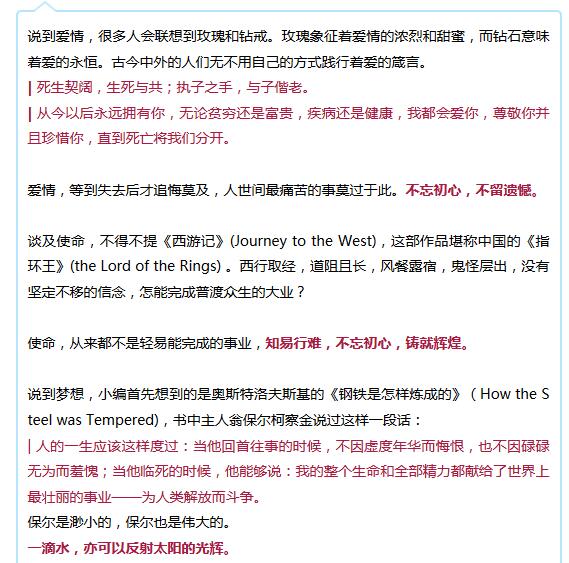 说到爱情，很多人会联想到玫瑰和钻戒。玫瑰象征着爱情的浓烈和甜蜜，而钻石意味
着爱的永恒。古今中外的人们无不用自己的方式践行着爱的箴言。
| 死生契阔，生死与共；执子之手，与子偕老。
| 从今以后永远拥有你，无论贫穷还是富贵，疾病还是健康，我都会爱你，尊敬你并
且珍惜你，直到死亡将我们分开。
爱情，等到失去后才追悔莫及，人世间最痛苦的事莫过于此。不忘初心，不留遗憾。
谈及使命，不得不提《西游记》(Journey to the West)，这部作品堪称中国的《指
环王》(the Lord of the Rings) 。西行取经，道阻且长，风餐露宿，鬼怪层出，没有
坚定不移的信念，怎能完成普渡众生的大业？
使命，从来都不是轻易能完成的事业，知易行难，不忘初心，铸就辉煌。
说到梦想，小编首先想到的是奥斯特洛夫斯基的《钢铁是怎样炼成的》（How the S
teel was Tempered)，书中主人翁保尔柯察金说过这样一段话：
| 人的一生应该这样度过：当他回首往事的时候，不因虚度年华而悔恨，也不因碌碌
无为而羞愧；当他临死的时候，他能够说：我的整个生命和全部精力都献给了世界上
最壮丽的事业——为人类解放而斗争。
保尔是渺小的，保尔也是伟大的。
一滴水，亦可以反射太阳的光辉。